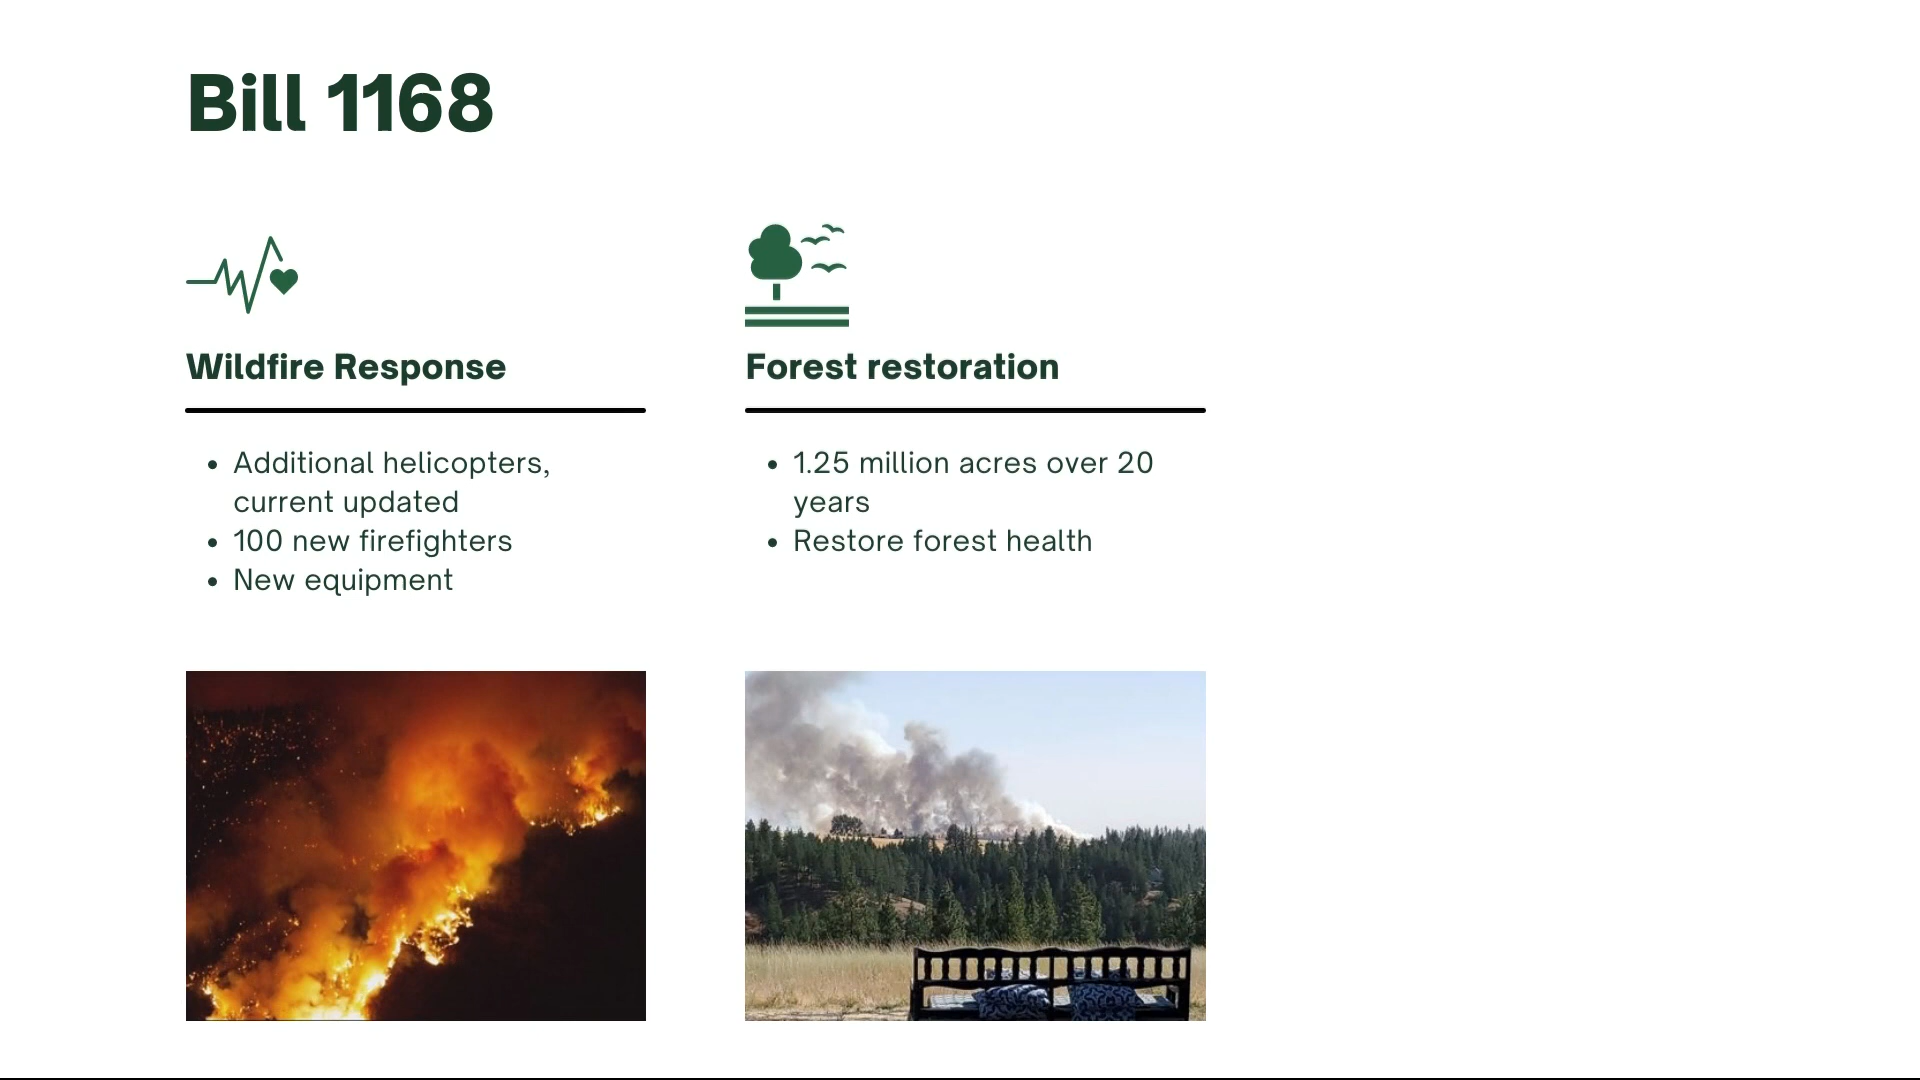 Bill 1168
Wildfire Response
Additional helicopters,
current updated
100 new firefighters
New equipment
Forest restoration
1.25 million acres over 20
years
Restore forest health